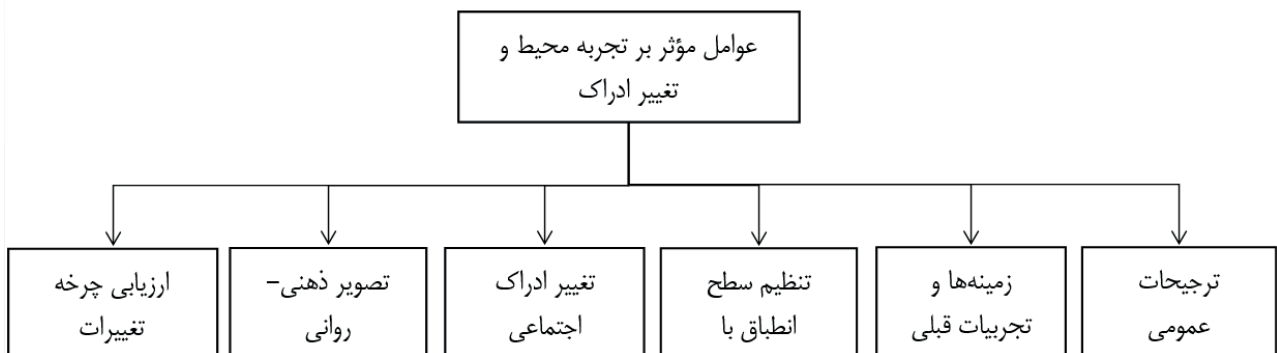 عوامل مؤثر بر تجربه محیط و
تغییر ادراک
ترجیحات
عمومی
زمینه‌ها و
تجربیات قبلی
تنظیم سطح
انطباق با
تغییر ادراک
اجتماعی
تصویر ذهنی-
روانی
ارزیابی چرخه
تغییرات